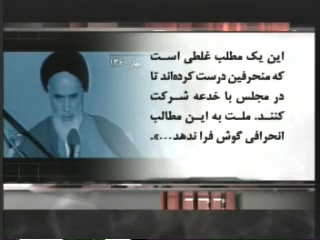 این یک مطلب غلطی است
که منحرفین درست کرده‌اند تا
در مجلس با خدعه شرکت
کنند. ملت به این مطالب
انحرافی گوش فرا ندهد...».